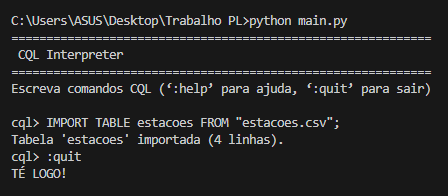 C:\Users\ASUS\Desktop\Trabalho PL>python main.py
============================================================
 CQL Interpreter
============================================================
Escreva comandos CQL (‘:help’ para ajuda, ‘:quit’ para sair)

cql> IMPORT TABLE estacoes FROM "estacoes.csv";
Tabela 'estacoes' importada (4 linhas).
cql> :quit
TÉ LOGO!